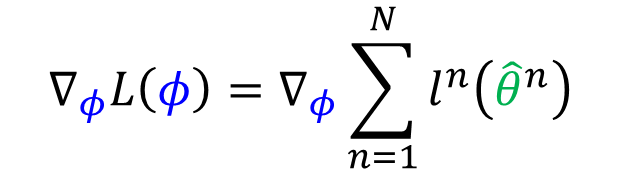 ∇_ϕ L(ϕ) = ∇_ϕ ∑_{n=1}^{N} l^n(θ̂^n)